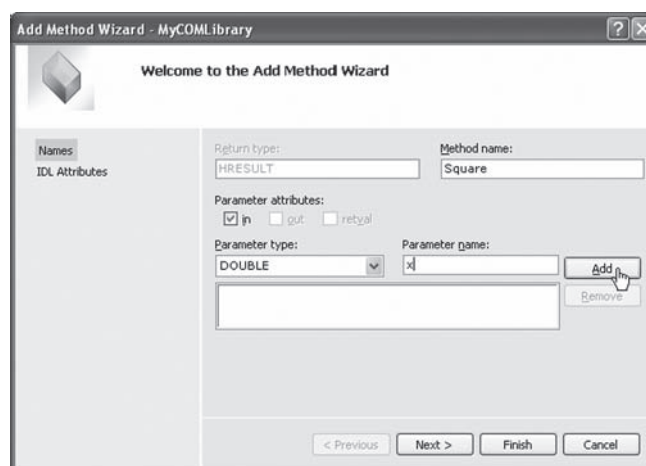 Add Method Wizard - MyCOMLibrary
Welcome to the Add Method Wizard
Names
IDL Attributes
Return type:
Method name:
HRESULT
Square
Parameter attributes:
in out retval
Parameter type:
Parameter name:
DOUBLE
x
Add
Remove
< Previous Next > Finish Cancel